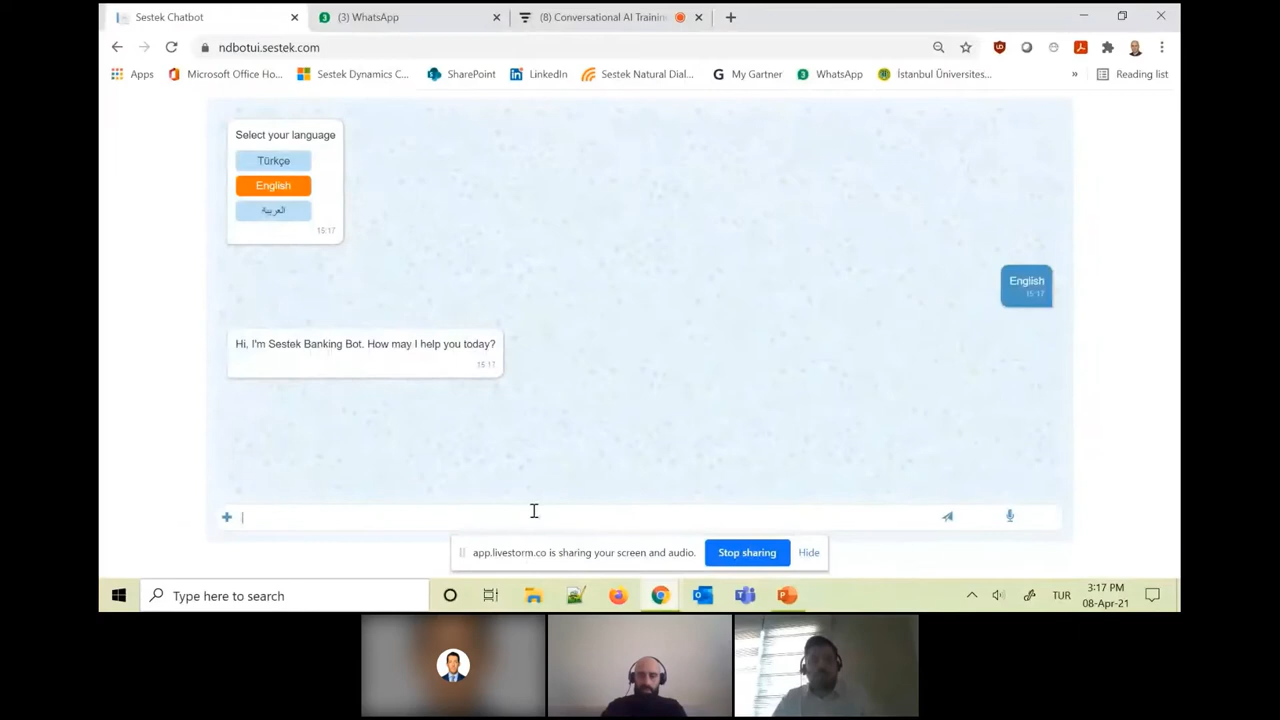 Sestek Chatbot
(3) WhatsApp
(8) Conversational AI Trainin
ndbotui.sestek.com
Apps
Microsoft Office Ho...
Sestek Dynamics C...
SharePoint
LinkedIn
Sestek Natural Dial...
G My Gartner
WhatsApp
İstanbul Üniversites...
»
Reading list
Select your language
Türkçe
English
العربية
15:17
English
15:17
Hi, I'm Sestek Banking Bot. How may I help you today?
15:17
app.livestorm.co is sharing your screen and audio.
Stop sharing
Hide
Type here to search
TUR
3:17 PM
08-Apr-21